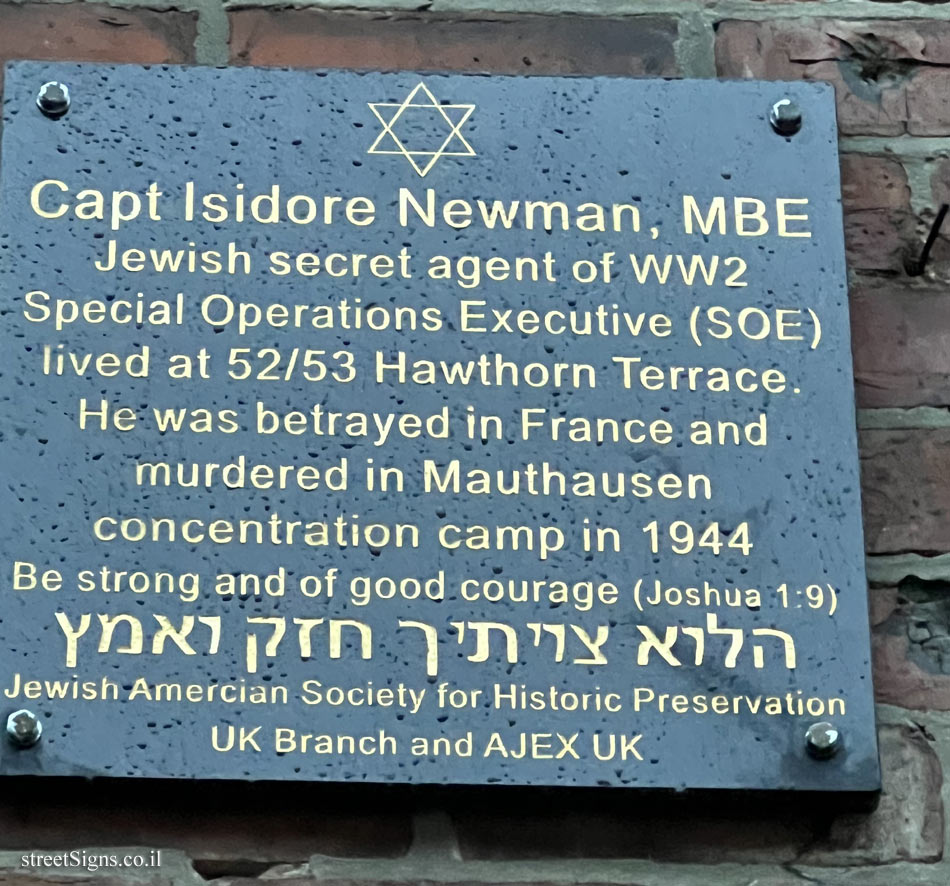 Capt Isidore Newman, MBE
Jewish secret agent of WW2
Special Operations Executive (SOE)
lived at 52/53 Hawthorn Terrace.
He was betrayed in France and
murdered in Mauthausen
concentration camp in 1944
Be strong and of good courage (Joshua 1:9)
הלוא צויתיך חזק ואמץ
Jewish Amercian Society for Historic Preservation
UK Branch and AJEX UK
streetSigns.co.il